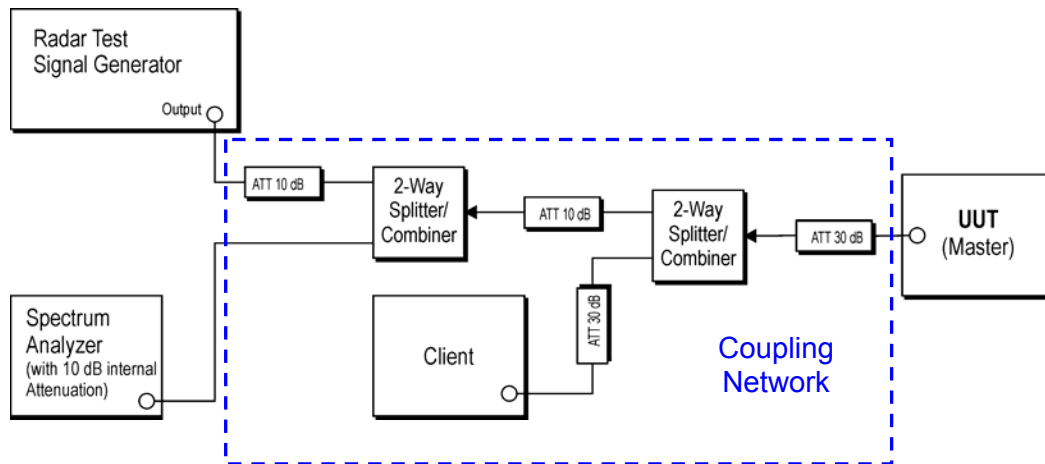 Radar Test
Signal Generator
Output
ATT 10 dB
2-Way
Splitter/
Combiner
ATT 10 dB
2-Way
Splitter/
Combiner
ATT 30 dB
UUT
(Master)
Spectrum
Analyzer
(with 10 dB internal
Attenuation)
Client
ATT 30 dB
Coupling
Network